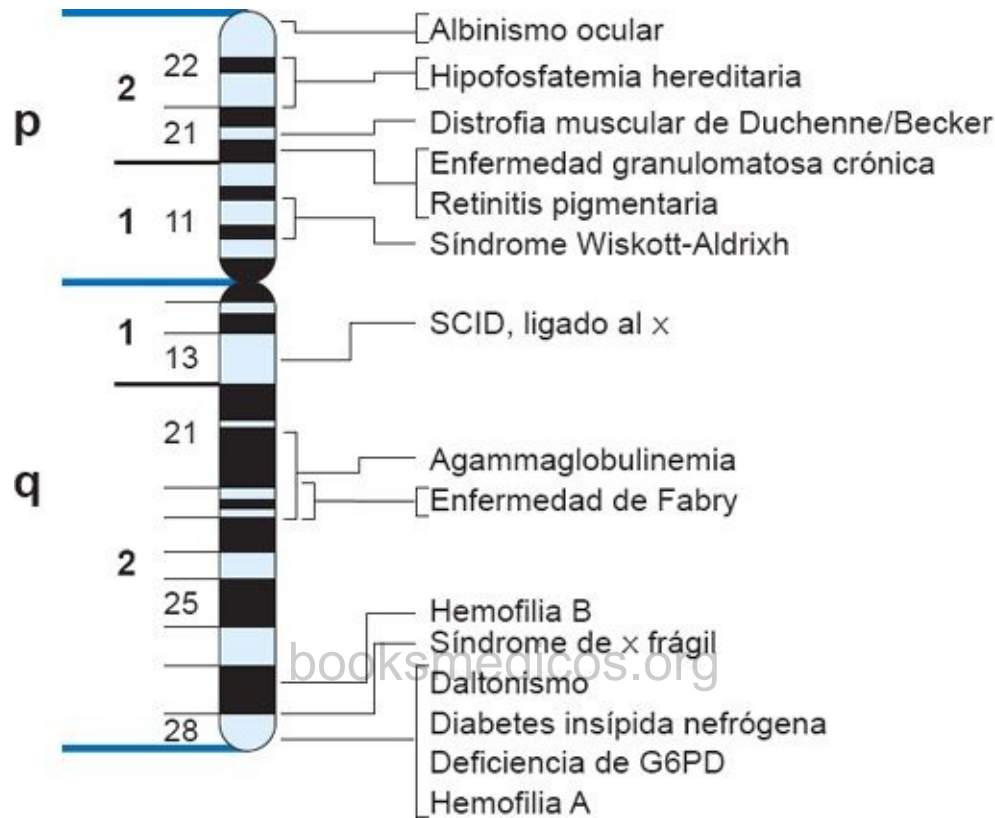 Albinismo ocular
22
2
Hipofosfatemia hereditaria
p
21
Distrofia muscular de Duchenne/Becker
Enfermedad granulomatosa crónica
Retinitis pigmentaria
1
11
Síndrome Wiskott-Aldrixh
1
SCID, ligado al x
13
21
Agammaglobulinemia
q
Enfermedad de Fabry
2
25
Hemofilia B
Síndrome de x frágil
booksmedicos.org
Daltonismo
Diabetes insípida nefrógena
28
Deficiencia de G6PD
Hemofilia A